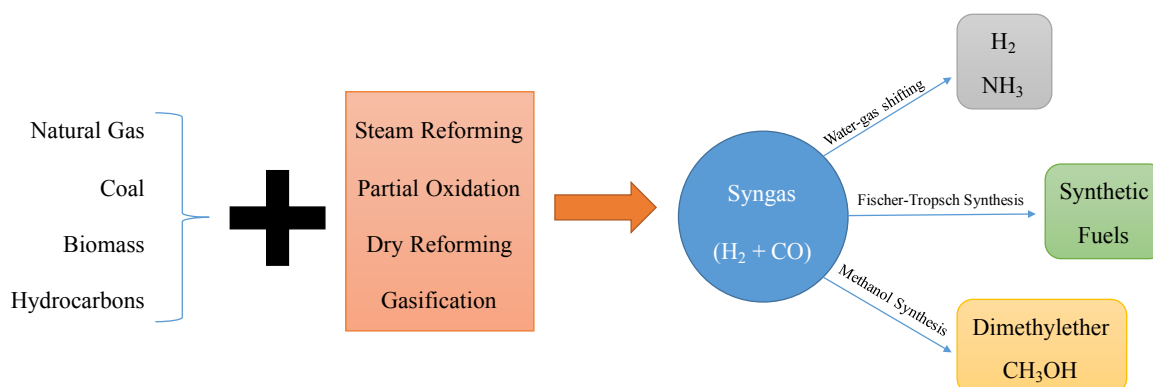 Natural Gas
Coal
Biomass
Hydrocarbons
Steam Reforming
Partial Oxidation
Dry Reforming
Gasification
Syngas
(H₂ + CO)
Water-gas shifting
Fischer-Tropsch Synthesis
Methanol Synthesis
H₂
NH₃
Synthetic
Fuels
Dimethylether
CH₃OH